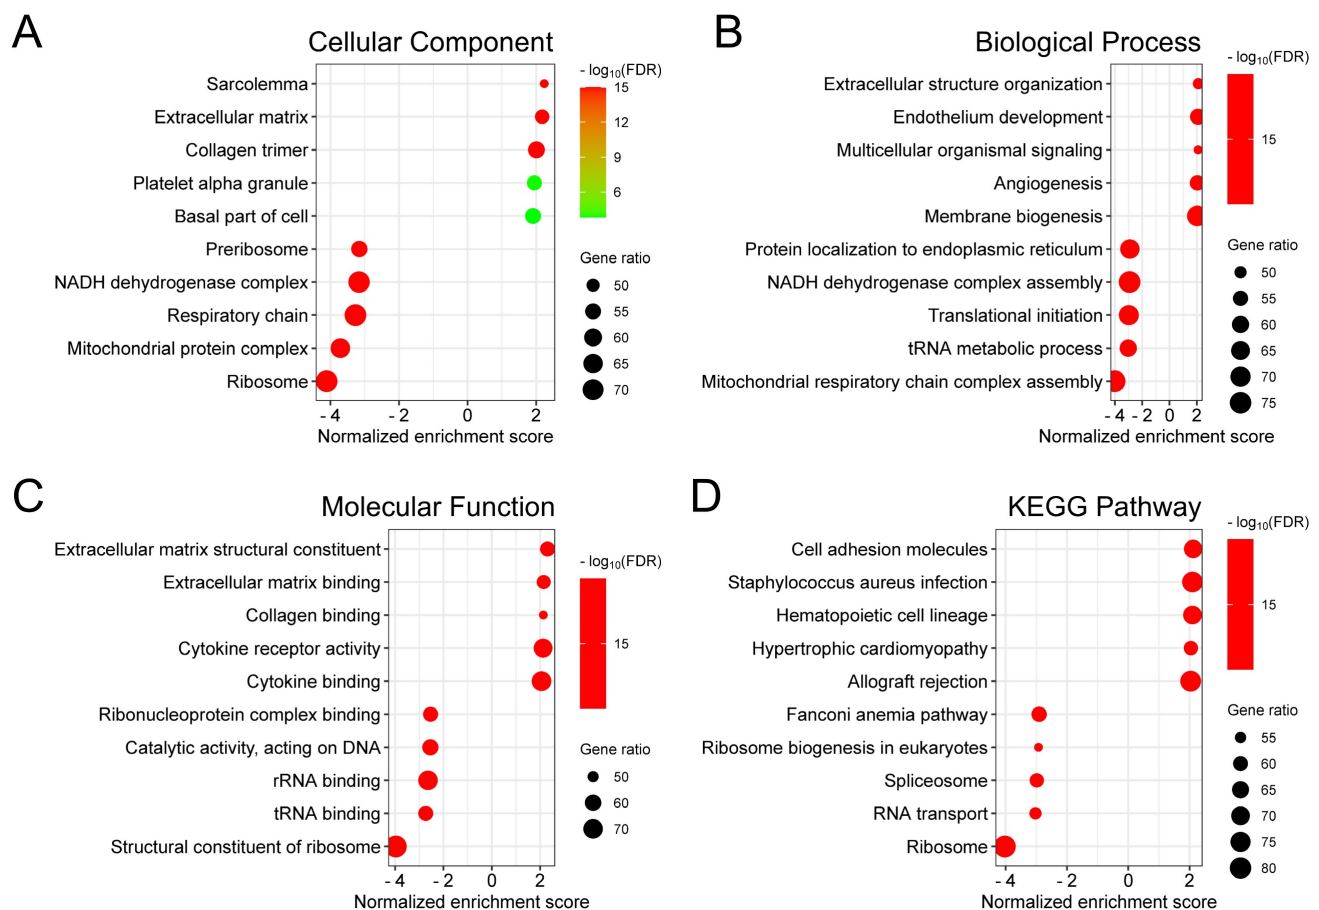 A
Cellular Component
Sarcolemma
Extracellular matrix
Collagen trimer
Platelet alpha granule
Basal part of cell
Preribosome
NADH dehydrogenase complex
Respiratory chain
Mitochondrial protein complex
Ribosome
- 4 - 2 0 2
Normalized enrichment score
- log10(FDR)
15
12
9
6
Gene ratio
50
55
60
65
70
B
Biological Process
Extracellular structure organization
Endothelium development
Multicellular organismal signaling
Angiogenesis
Membrane biogenesis
Protein localization to endoplasmic reticulum
NADH dehydrogenase complex assembly
Translational initiation
tRNA metabolic process
Mitochondrial respiratory chain complex assembly
- 4 - 2 0 2
Normalized enrichment score
- log10(FDR)
15
Gene ratio
50
55
60
65
70
75
C
Molecular Function
Extracellular matrix structural constituent
Extracellular matrix binding
Collagen binding
Cytokine receptor activity
Cytokine binding
Ribonucleoprotein complex binding
Catalytic activity, acting on DNA
rRNA binding
tRNA binding
Structural constituent of ribosome
- 4 - 2 0 2
Normalized enrichment score
- log10(FDR)
15
Gene ratio
50
60
70
D
KEGG Pathway
Cell adhesion molecules
Staphylococcus aureus infection
Hematopoietic cell lineage
Hypertrophic cardiomyopathy
Allograft rejection
Fanconi anemia pathway
Ribosome biogenesis in eukaryotes
Spliceosome
RNA transport
Ribosome
- 4 - 2 0 2
Normalized enrichment score
- log10(FDR)
15
Gene ratio
55
60
65
70
75
80